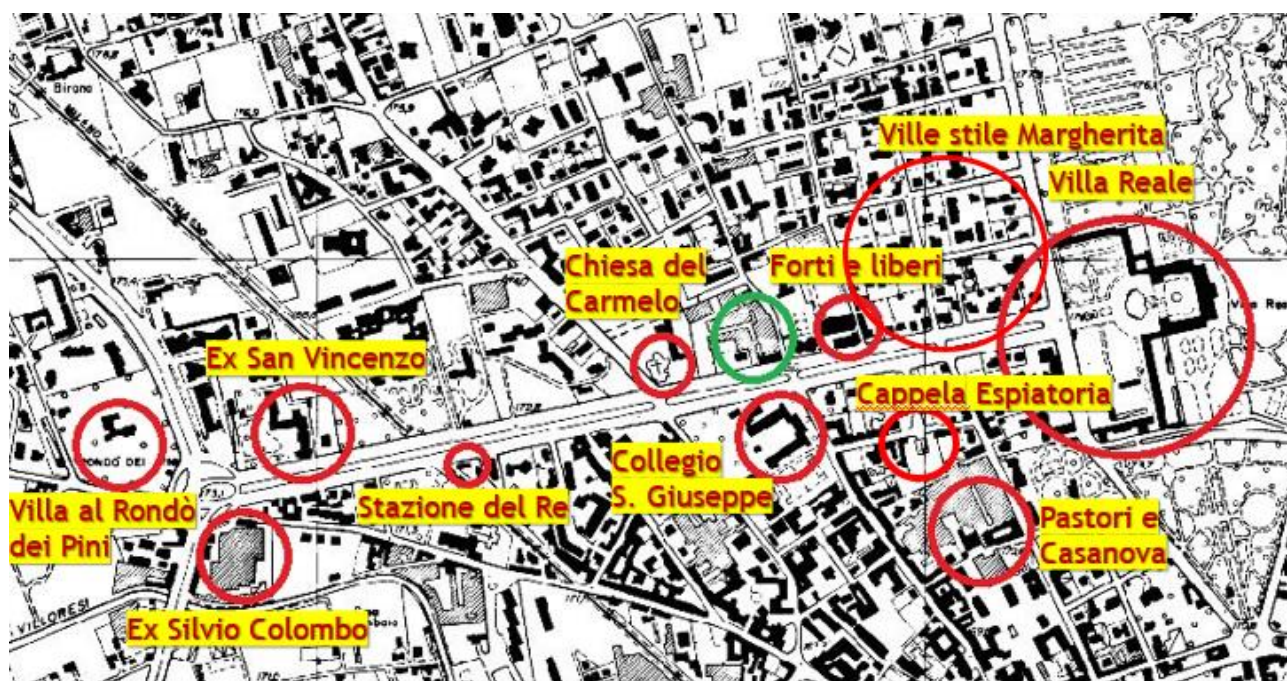 Birona
Ville stile Margherita
Villa Reale
Chiesa del
Carmelo
Forti e liberi
Ex San Vincenzo
Cappela Espiatoria
Collegio
S. Giuseppe
Stazione del Re
Villa al Rondò
dei Pini
RONDO DEI
Pastori e
Casanova
VILLORESI
Ex Silvio Colombo